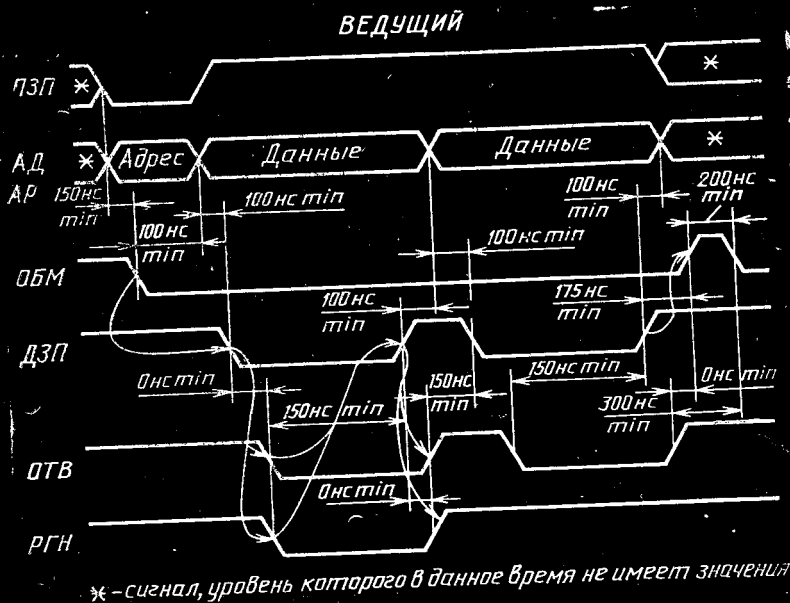 ВЕДУЩИЙ
ПЗП
*
*
АД
*
Адрес
Данные
Данные
*
АР
150нс min
100нс min
100нс min
200нс min
100нс min
100нс min
ОБМ
100нс min
175нс min
ДЗП
0нс min
150нс min
150нс min
150нс min
0нс min
300нс min
ОТВ
0нс min
РГН
*-сигнал, уровень которого в данное время не имеет значения